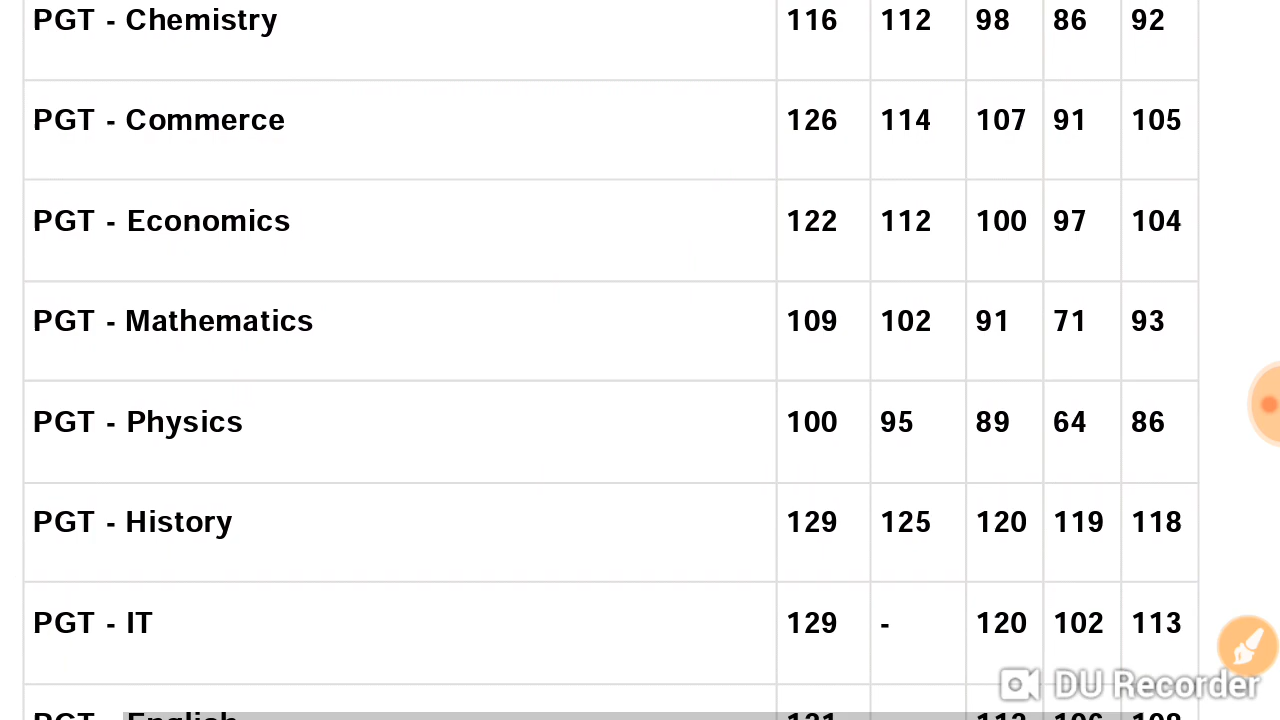 PGT - Chemistry 116 112 98 86 92
PGT - Commerce 126 114 107 91 105
PGT - Economics 122 112 100 97 104
PGT - Mathematics 109 102 91 71 93
PGT - Physics 100 95 89 64 86
PGT - History 129 125 120 119 118
PGT - IT 129 - 120 102 113
DU Recorder
PGT - English